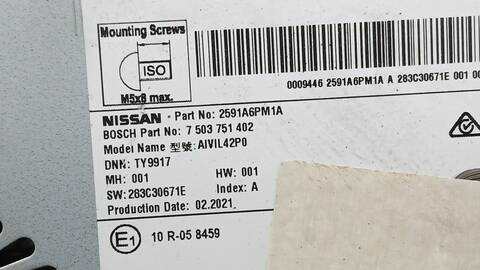 Mounting Screws
ISO
M5x8 max.
0009446 2591A6PM1A A 283C30671E 001 00
NISSAN - Part No: 2591A6PM1A
BOSCH Part No: 7 503 751 402
Model Name 型號: AIVIL42P0
DNN: TY9917
MH: 001 HW: 001
SW: 283C30671E Index: A
Production Date: 02.2021
E1 10 R-05 8459